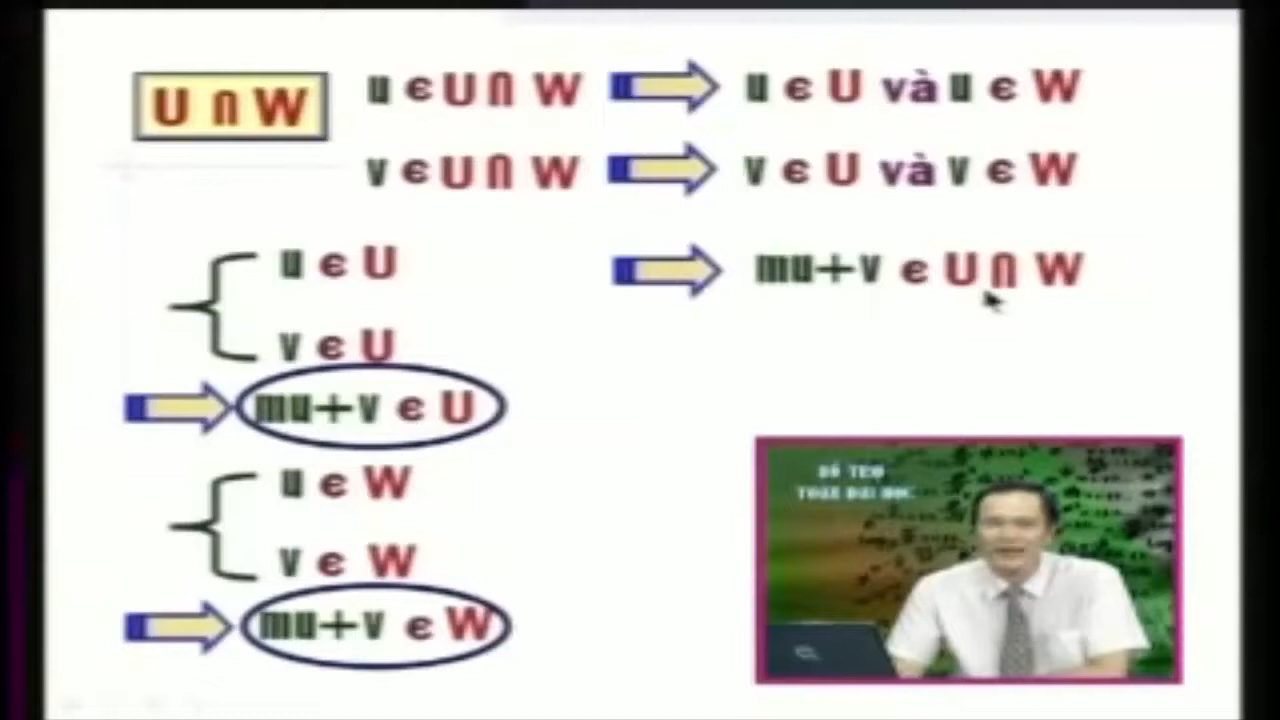 U ∩ W
u ϵ U ∩ W ⇒ u ϵ U và u ϵ W
v ϵ U ∩ W ⇒ v ϵ U và v ϵ W
u ϵ U
v ϵ U
⇒ mu+v ϵ U
u ϵ W
v ϵ W
⇒ mu+v ϵ W
⇒ mu+v ϵ U ∩ W